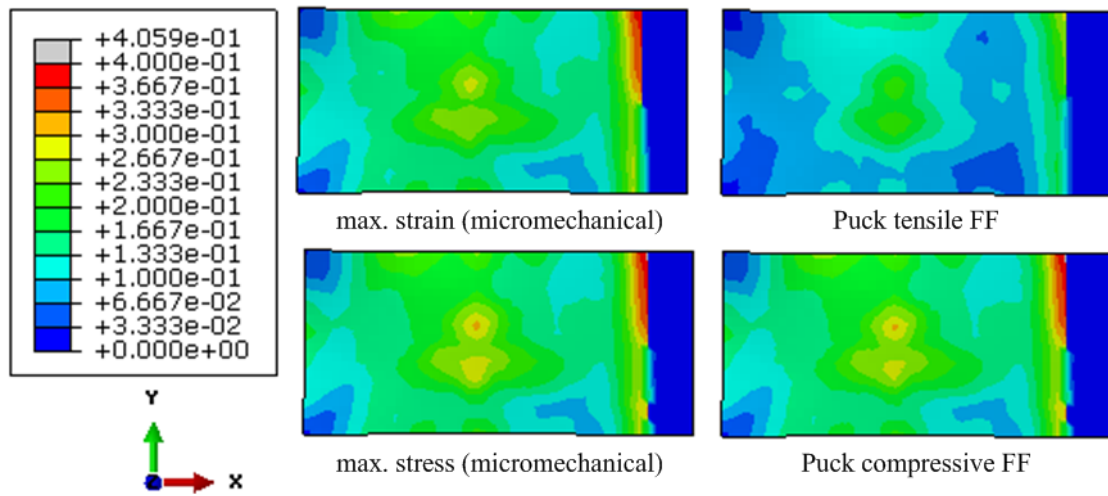 +4.059e-01
+4.000e-01
+3.667e-01
+3.333e-01
+3.000e-01
+2.667e-01
+2.333e-01
+2.000e-01
+1.667e-01
+1.333e-01
+1.000e-01
+6.667e-02
+3.333e-02
+0.000e+00
max. strain (micromechanical)
Puck tensile FF
max. stress (micromechanical)
Puck compressive FF
Y
Z
X